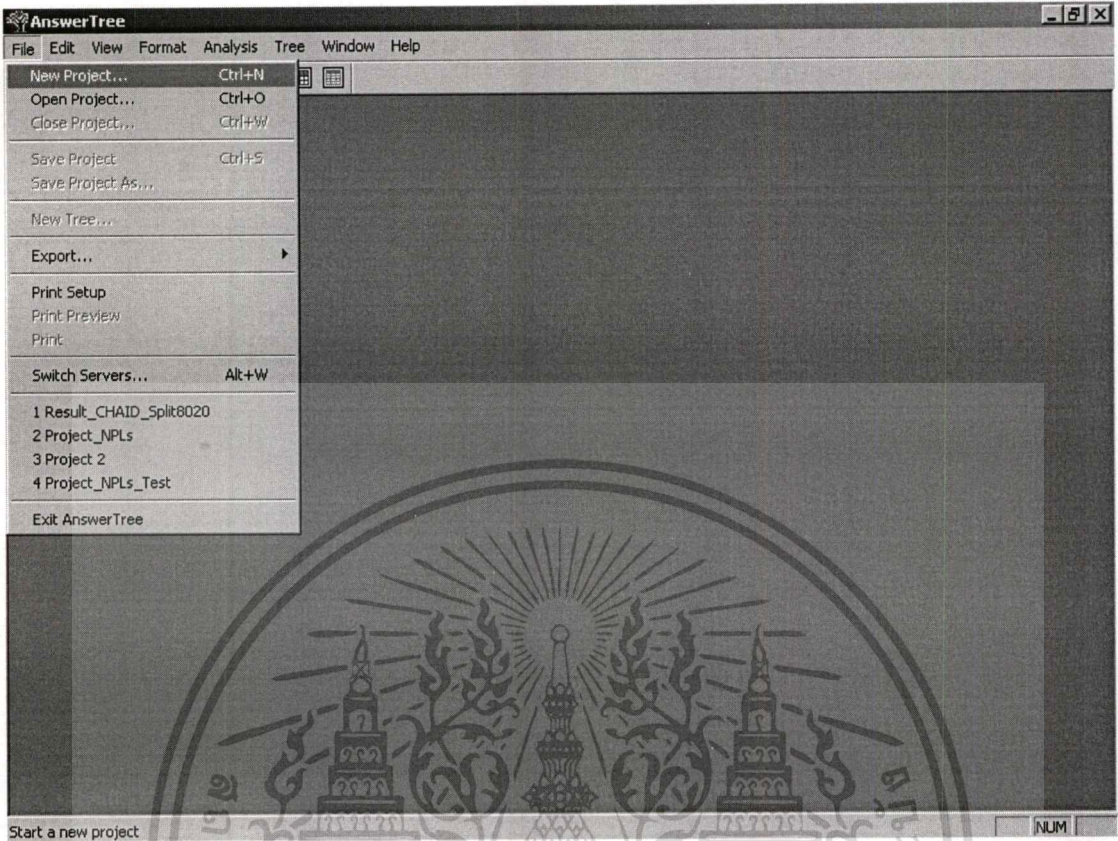 AnswerTree
File Edit View Format Analysis Tree Window Help
New Project... Ctrl+N
Open Project... Ctrl+O
Close Project... Ctrl+W
Save Project Ctrl+S
Save Project As...
New Tree...
Export...
Print Setup
Print Preview
Print
Switch Servers... Alt+W
1 Result_CHAID_Split8020
2 Project_NPLs
3 Project 2
4 Project_NPLs_Test
Exit AnswerTree
Start a new project NUM